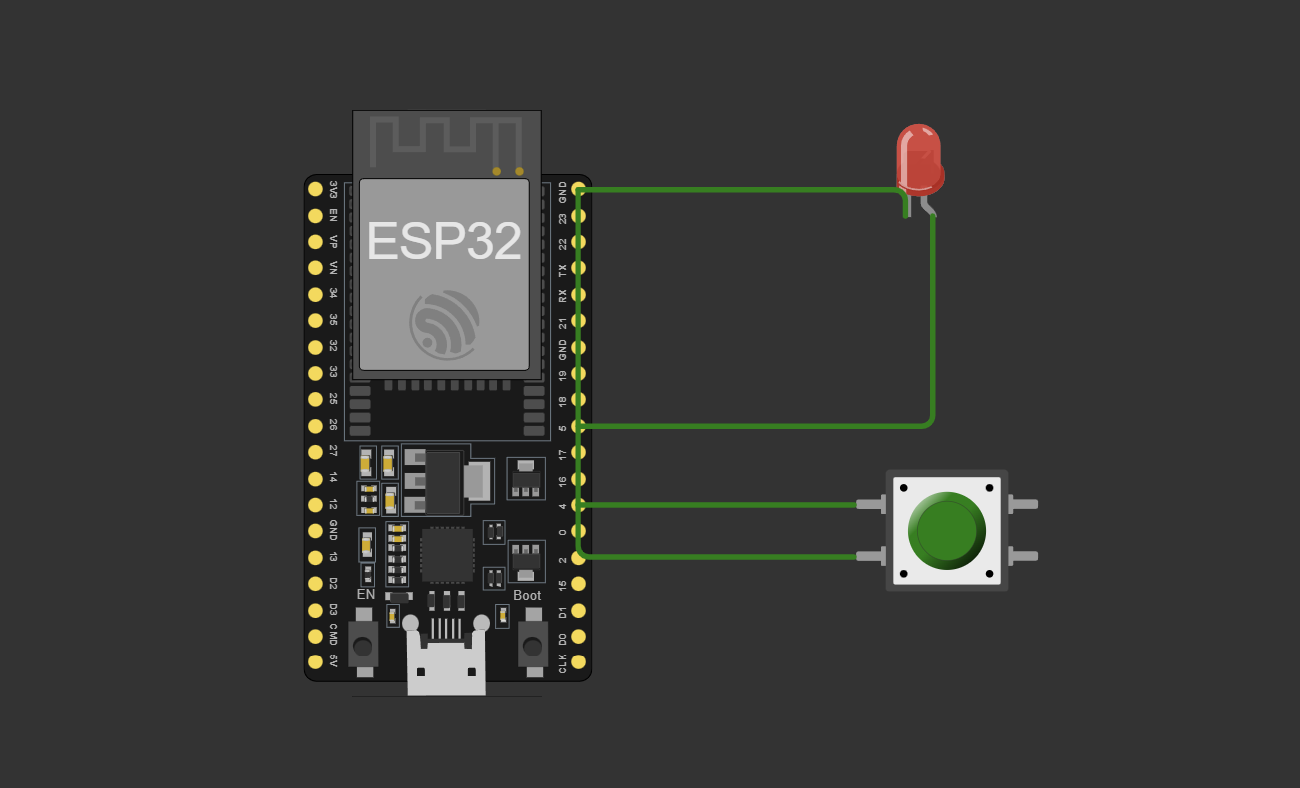 ESP32
3V3
EN
VP
VN
34
35
32
33
25
26
27
14
12
GND
13
D2
D3
CMD
5V
GND
23
22
TX
RX
21
GND
19
18
5
17
16
4
0
2
15
D1
D0
CLK
EN
Boot